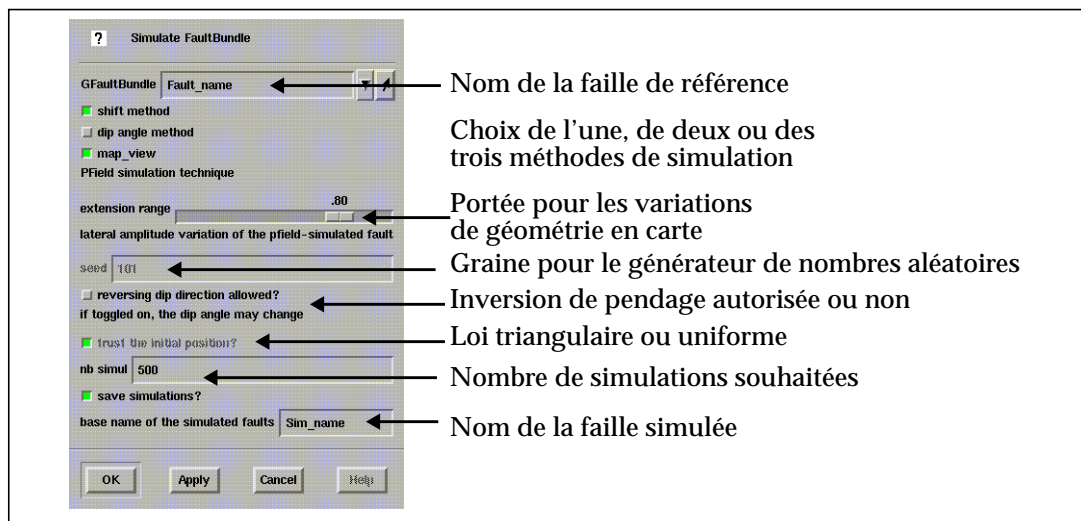 ? Simulate FaultBundle
GFaultBundle Fault_name
Nom de la faille de référence
shift method
dip angle method
map_view
Choix de l’une, de deux ou des
trois méthodes de simulation
PField simulation technique
.80
extension range
Portée pour les variations
de géométrie en carte
lateral amplitude variation of the pfield-simulated fault
seed 101
Graine pour le générateur de nombres aléatoires
reversing dip direction allowed?
Inversion de pendage autorisée ou non
if toggled on, the dip angle may change
trust the initial position?
Loi triangulaire ou uniforme
nb simul 500
Nombre de simulations souhaitées
save simulations?
base name of the simulated faults Sim_name
Nom de la faille simulée
OK Apply Cancel Help